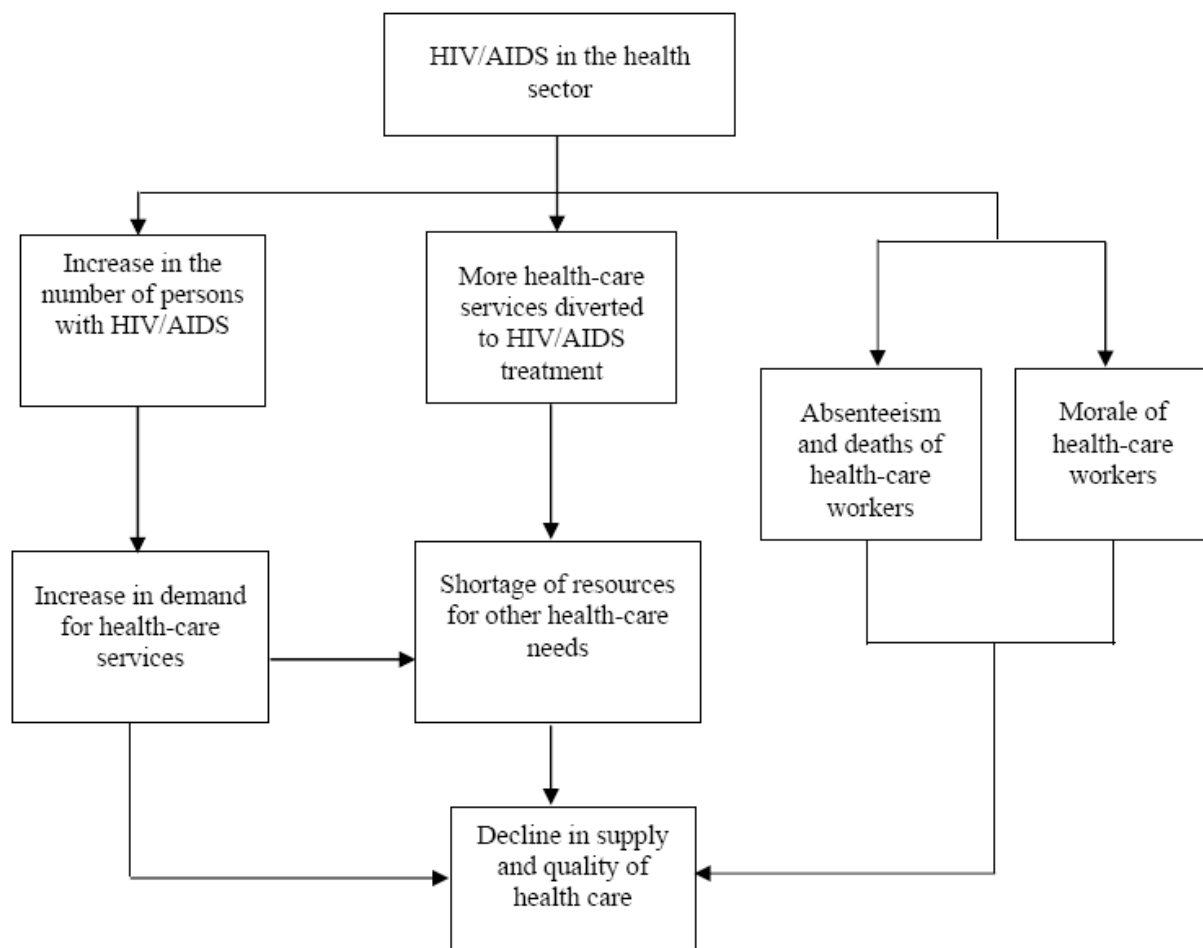 HIV/AIDS in the health
sector
Increase in the
number of persons
with HIV/AIDS
More health-care
services diverted
to HIV/AIDS
treatment
Absenteeism
and deaths of
health-care
workers
Morale of
health-care
workers
Increase in demand
for health-care
services
Shortage of resources
for other health-care
needs
Decline in supply
and quality of
health care